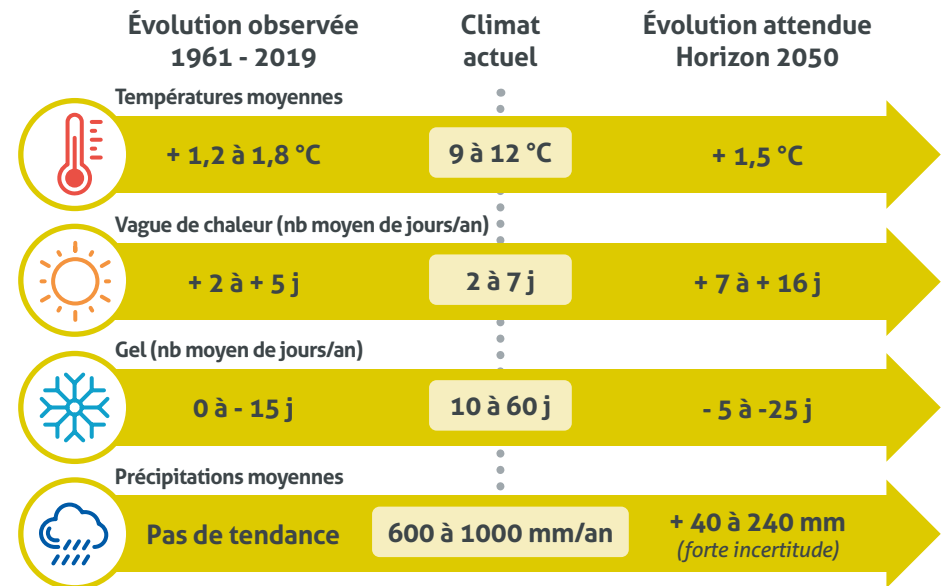 Évolution observée
1961 - 2019
Climat
actuel
Évolution attendue
Horizon 2050
Températures moyennes
+ 1,2 à 1,8 °C
9 à 12 °C
+ 1,5 °C
Vague de chaleur (nb moyen de jours/an)
+ 2 à + 5 j
2 à 7 j
+ 7 à + 16 j
Gel (nb moyen de jours/an)
0 à - 15 j
10 à 60 j
- 5 à -25 j
Précipitations moyennes
Pas de tendance
600 à 1000 mm/an
+ 40 à 240 mm
(forte incertitude)